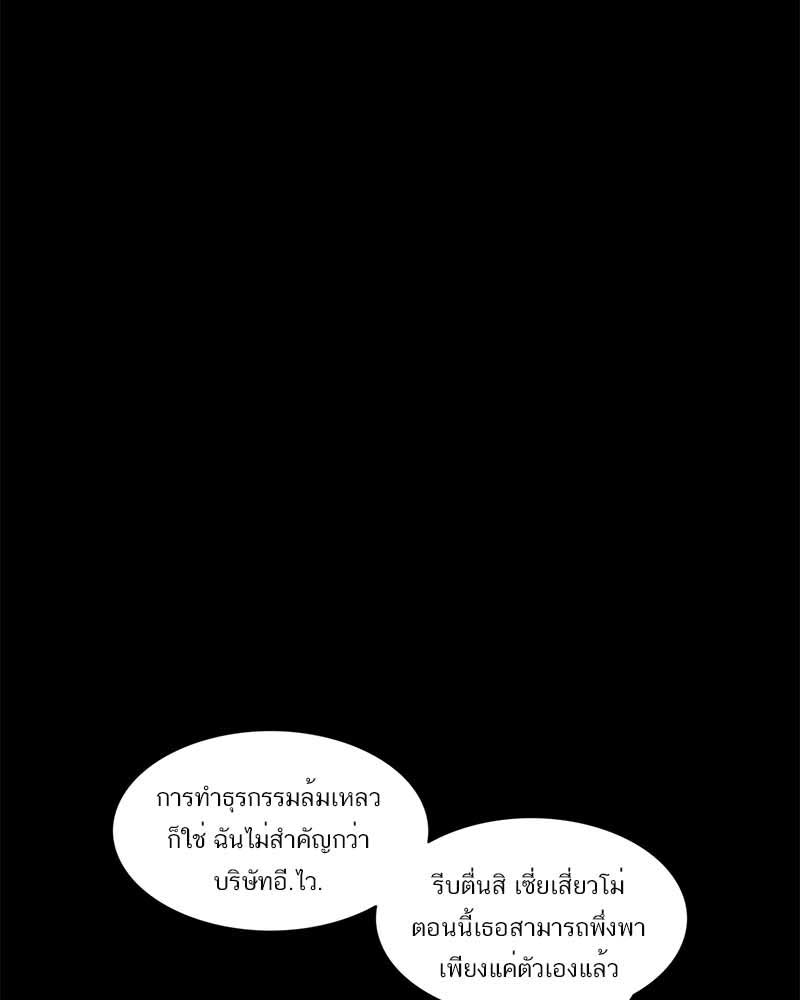 การทำธุรกรรมล้มเหลว
ก็ใช่ ฉันไม่สำคัญกว่า
บริษัทอี.ไว.
รีบตื่นสิ เซี่ยเสี่ยวโม่
ตอนนี้เธอสามารถพึ่งพา
เพียงแค่ตัวเองแล้ว